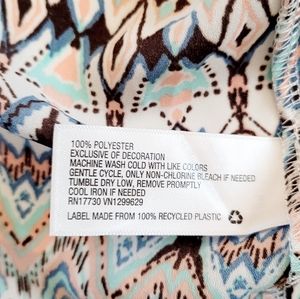 100% POLYESTER
EXCLUSIVE OF DECORATION
MACHINE WASH COLD WITH LIKE COLORS
GENTLE CYCLE, ONLY NON-CHLORINE BLEACH IF NEEDED
TUMBLE DRY LOW, REMOVE PROMPTLY
COOL IRON IF NEEDED
RN17730 VN1299629
LABEL MADE FROM 100% RECYCLED PLASTIC